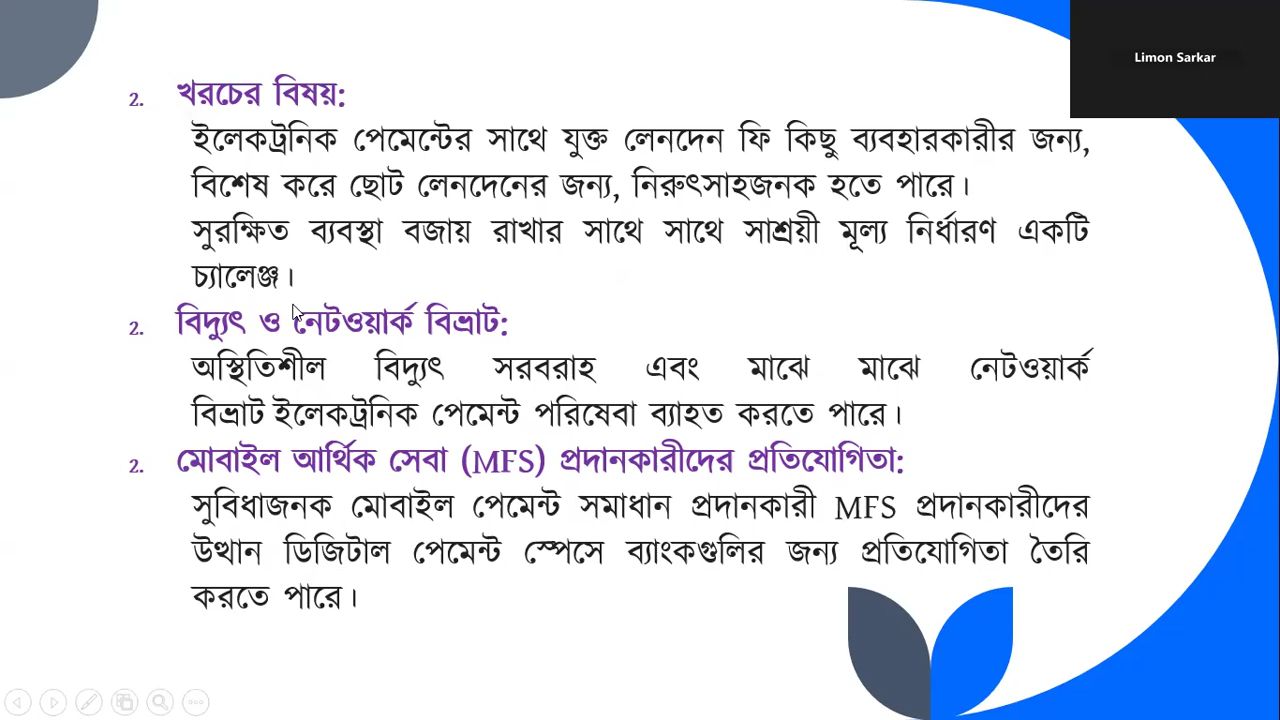 Limon Sarkar
2. খরচের বিষয়:
ইলেকট্রনিক পেমেন্টের সাথে যুক্ত লেনদেন ফি কিছু ব্যবহারকারীর জন্য,
বিশেষ করে ছোট লেনদেনের জন্য, নিরুৎসাহজনক হতে পারে।
সুরক্ষিত ব্যবস্থা বজায় রাখার সাথে সাথে সাশ্রয়ী মূল্য নির্ধারণ একটি
চ্যালেঞ্জ।
2. বিদ্যুৎ ও নেটওয়ার্ক বিভ্রাট:
অস্থিতিশীল বিদ্যুৎ সরবরাহ এবং মাঝে মাঝে নেটওয়ার্ক
বিভ্রাট ইলেকট্রনিক পেমেন্ট পরিষেবা ব্যাহত করতে পারে।
2. মোবাইল আর্থিক সেবা (MFS) প্রদানকারীদের প্রতিযোগিতা:
সুবিধাজনক মোবাইল পেমেন্ট সমাধান প্রদানকারী MFS প্রদানকারীদের
উত্থান ডিজিটাল পেমেন্ট স্পেসে ব্যাংকগুলির জন্য প্রতিযোগিতা তৈরি
করতে পারে।